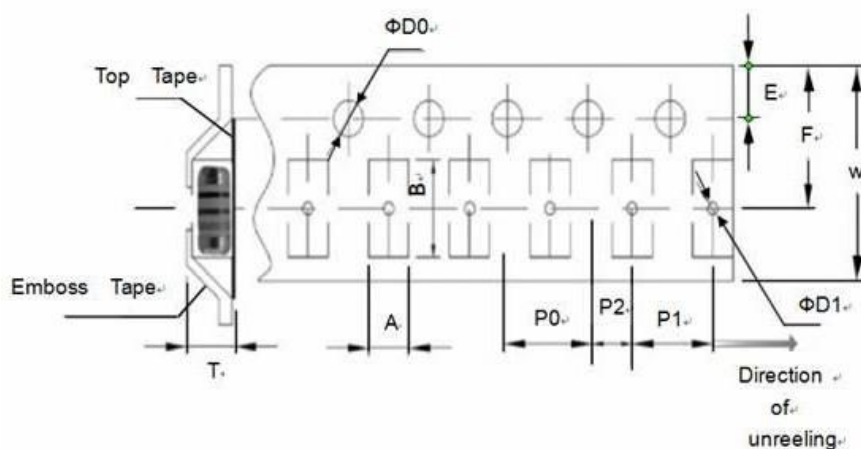 ΦD0↵
Top Tape↵
E↵
F↵
W
B↵
Emboss Tape↵
A↵
P0↵
P2↵
P1↵
ΦD1↵
T↵
Direction ↵
of↵
unreeling↵